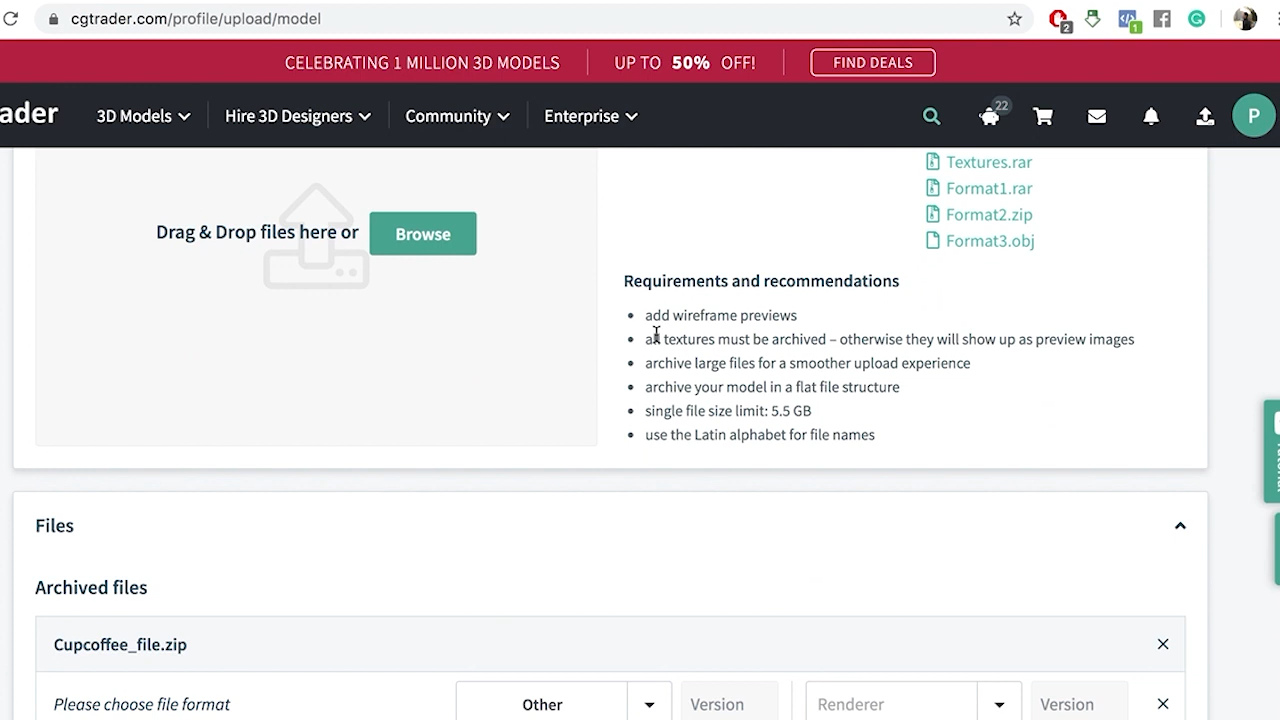 cgtrader.com/profile/upload/model
2
1
CELEBRATING 1 MILLION 3D MODELS
UP TO 50% OFF!
FIND DEALS
ader
3D Models
Hire 3D Designers
Community
Enterprise
22
P
Textures.rar
Format1.rar
Format2.zip
Format3.obj
Drag & Drop files here or
Browse
Requirements and recommendations
add wireframe previews
all textures must be archived – otherwise they will show up as preview images
archive large files for a smoother upload experience
archive your model in a flat file structure
single file size limit: 5.5 GB
use the Latin alphabet for file names
Files
Archived files
Cupcoffee_file.zip
Please choose file format
Other
Version
Renderer
Version